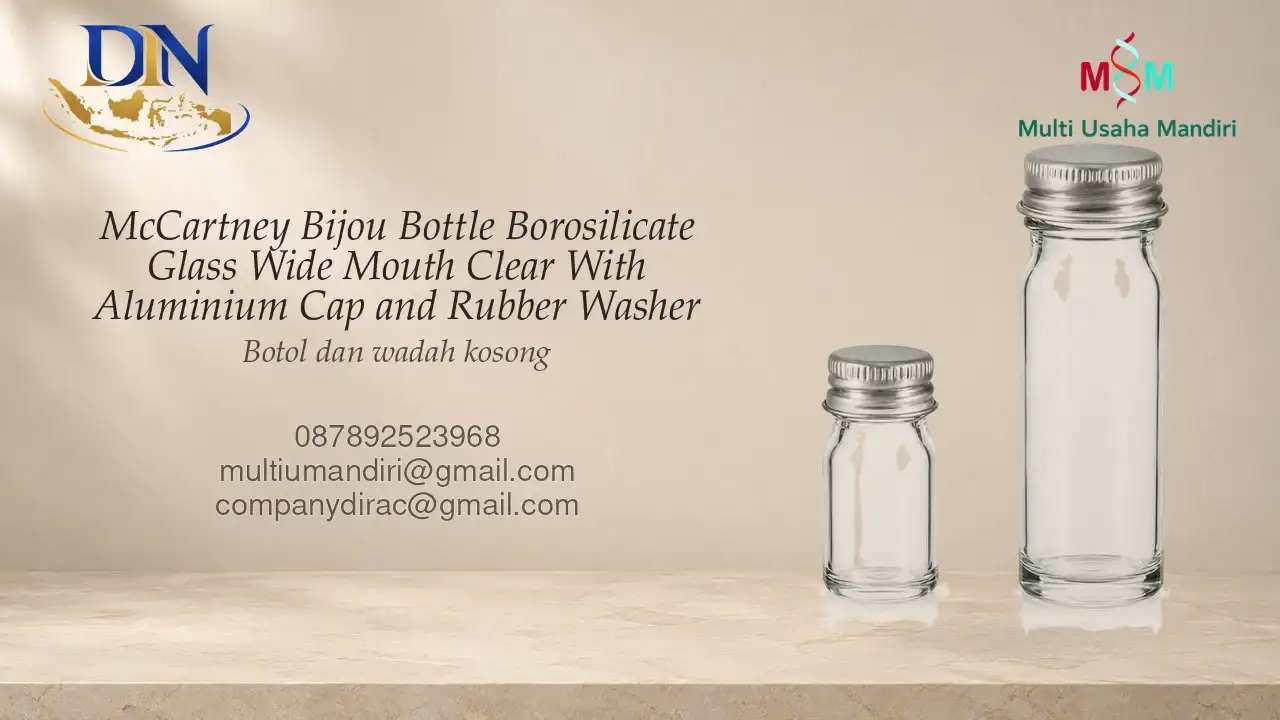 DN
M M
Multi Usaha Mandiri
McCartney Bijou Bottle Borosilicate
Glass Wide Mouth Clear With
Aluminium Cap and Rubber Washer
Botol dan wadah kosong
087892523968
multiumandiri@gmail.com
companydirac@gmail.com